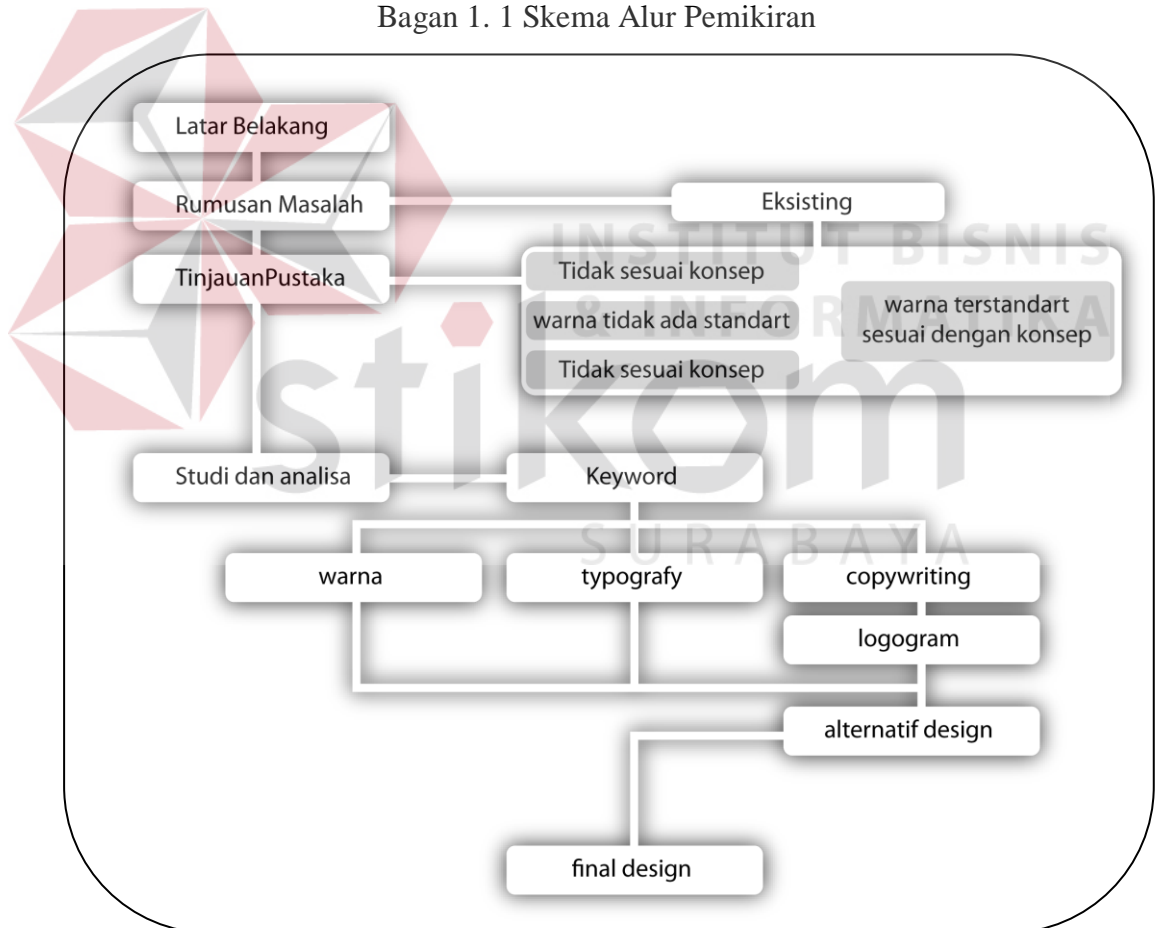 Bagan 1. 1 Skema Alur Pemikiran
Latar Belakang
Rumusan Masalah
Eksisting
TinjauanPustaka
Tidak sesuai konsep
warna tidak ada standart
Tidak sesuai konsep
warna terstandart
sesuai dengan konsep
Studi dan analisa
Keyword
warna
typografy
copywriting
logogram
alternatif design
final design
INSTITUT BISNIS
& INFORMATIKA
stikom
SURABAYA